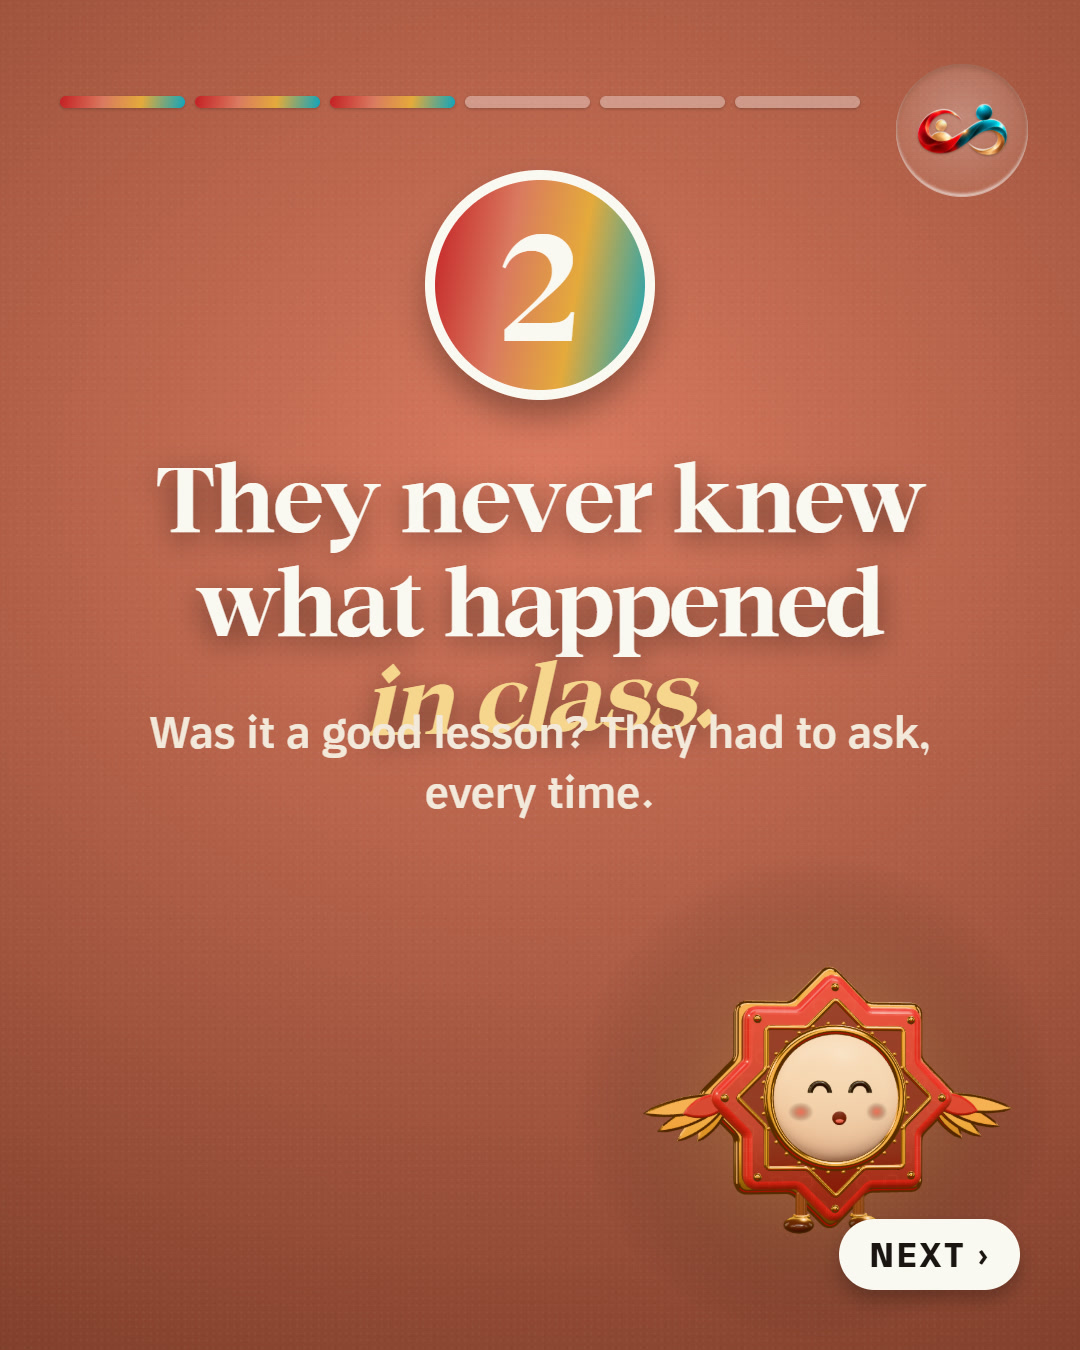 2
They never knew
what happened
in class.
Was it a good lesson? They had to ask,
every time.
NEXT ›